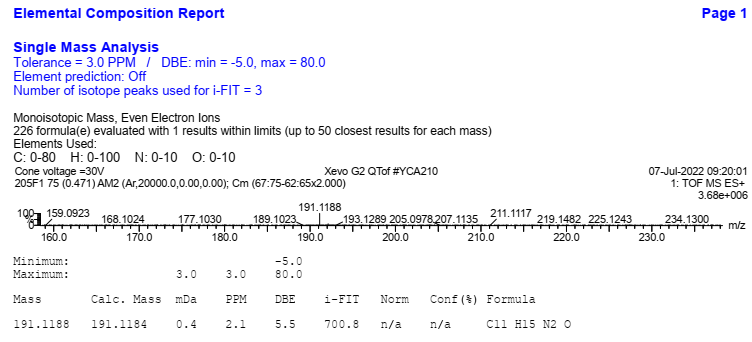 Elemental Composition Report Page 1
Single Mass Analysis
Tolerance = 3.0 PPM / DBE: min = -5.0, max = 80.0
Element prediction: Off
Number of isotope peaks used for i-FIT = 3
Monoisotopic Mass, Even Electron Ions
226 formula(e) evaluated with 1 results within limits (up to 50 closest results for each mass)
Elements Used:
C: 0-80 H: 0-100 N: 0-10 O: 0-10
Cone voltage =30V Xevo G2 QTof #YCA210 07-Jul-2022 09:20:01
205F1 75 (0.471) AM2 (Ar,20000.0,0.00,0.00); Cm (67:75-62:65x2.000) 1: TOF MS ES+
3.68e+006
191.1188
100 159.0923 168.1024 177.1030 189.1023 193.1289 205.0978 207.1135 211.1117 219.1482 225.1243 234.1300
%
0 m/z
160.0 170.0 180.0 190.0 200.0 210.0 220.0 230.0
Minimum: -5.0
Maximum: 3.0 3.0 80.0
Mass Calc. Mass mDa PPM DBE i-FIT Norm Conf(%) Formula
191.1188 191.1184 0.4 2.1 5.5 700.8 n/a n/a C11 H15 N2 O